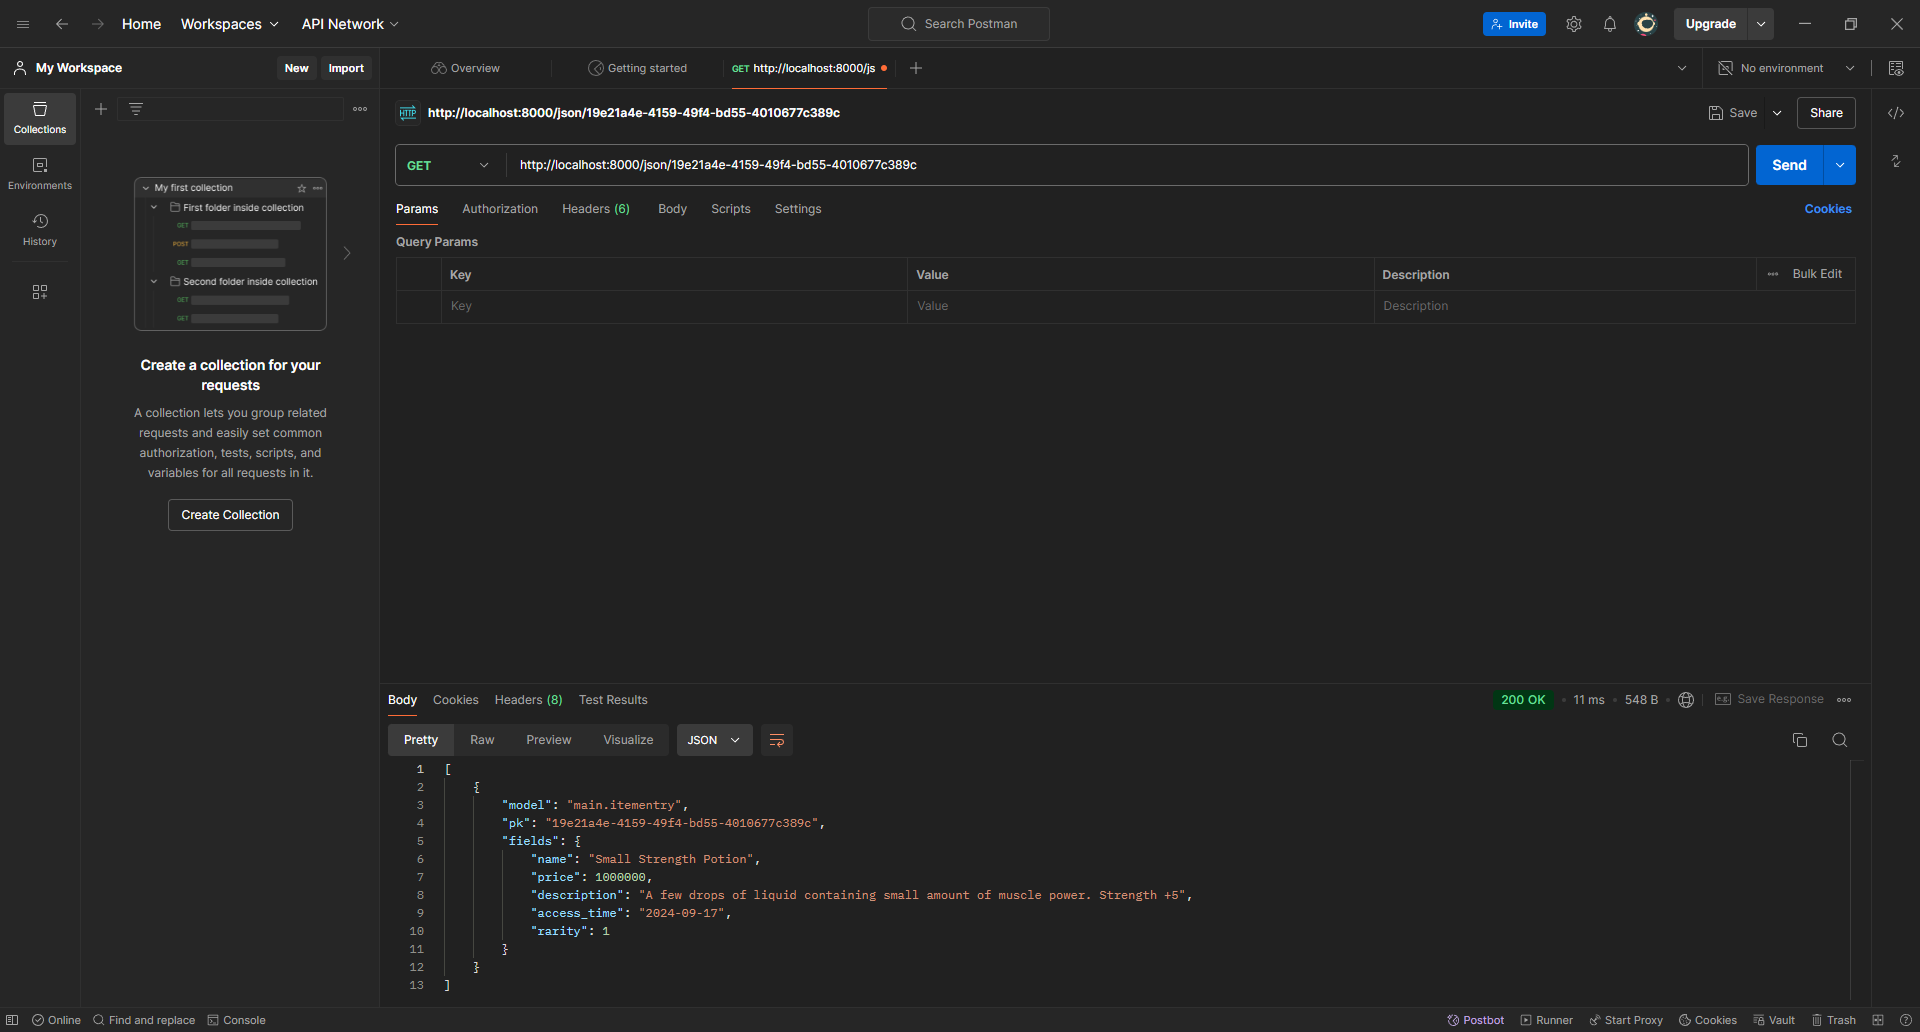 Home Workspaces API Network Search Postman Invite Upgrade
My Workspace New Import Overview Getting started GET http://localhost:8000/js No environment
Collections
Environments
History
My first collection
First folder inside collection
GET
POST
GET
Second folder inside collection
GET
GET
Create a collection for your
requests
A collection lets you group related
requests and easily set common
authorization, tests, scripts, and
variables for all requests in it.
Create Collection
HTTP http://localhost:8000/json/19e21a4e-4159-49f4-bd55-4010677c389c Save Share
GET http://localhost:8000/json/19e21a4e-4159-49f4-bd55-4010677c389c Send
Params Authorization Headers (6) Body Scripts Settings Cookies
Query Params
Key Value Description Bulk Edit
Key Value Description
Body Cookies Headers (8) Test Results 200 OK 11 ms 548 B e.g. Save Response
Pretty Raw Preview Visualize JSON
1 [
2 {
3 "model": "main.itementry",
4 "pk": "19e21a4e-4159-49f4-bd55-4010677c389c",
5 "fields": {
6 "name": "Small Strength Potion",
7 "price": 1000000,
8 "description": "A few drops of liquid containing small amount of muscle power. Strength +5",
9 "access_time": "2024-09-17",
10 "rarity": 1
11 }
12 }
13 ]
Online Find and replace Console Postbot Runner Start Proxy Cookies Vault Trash